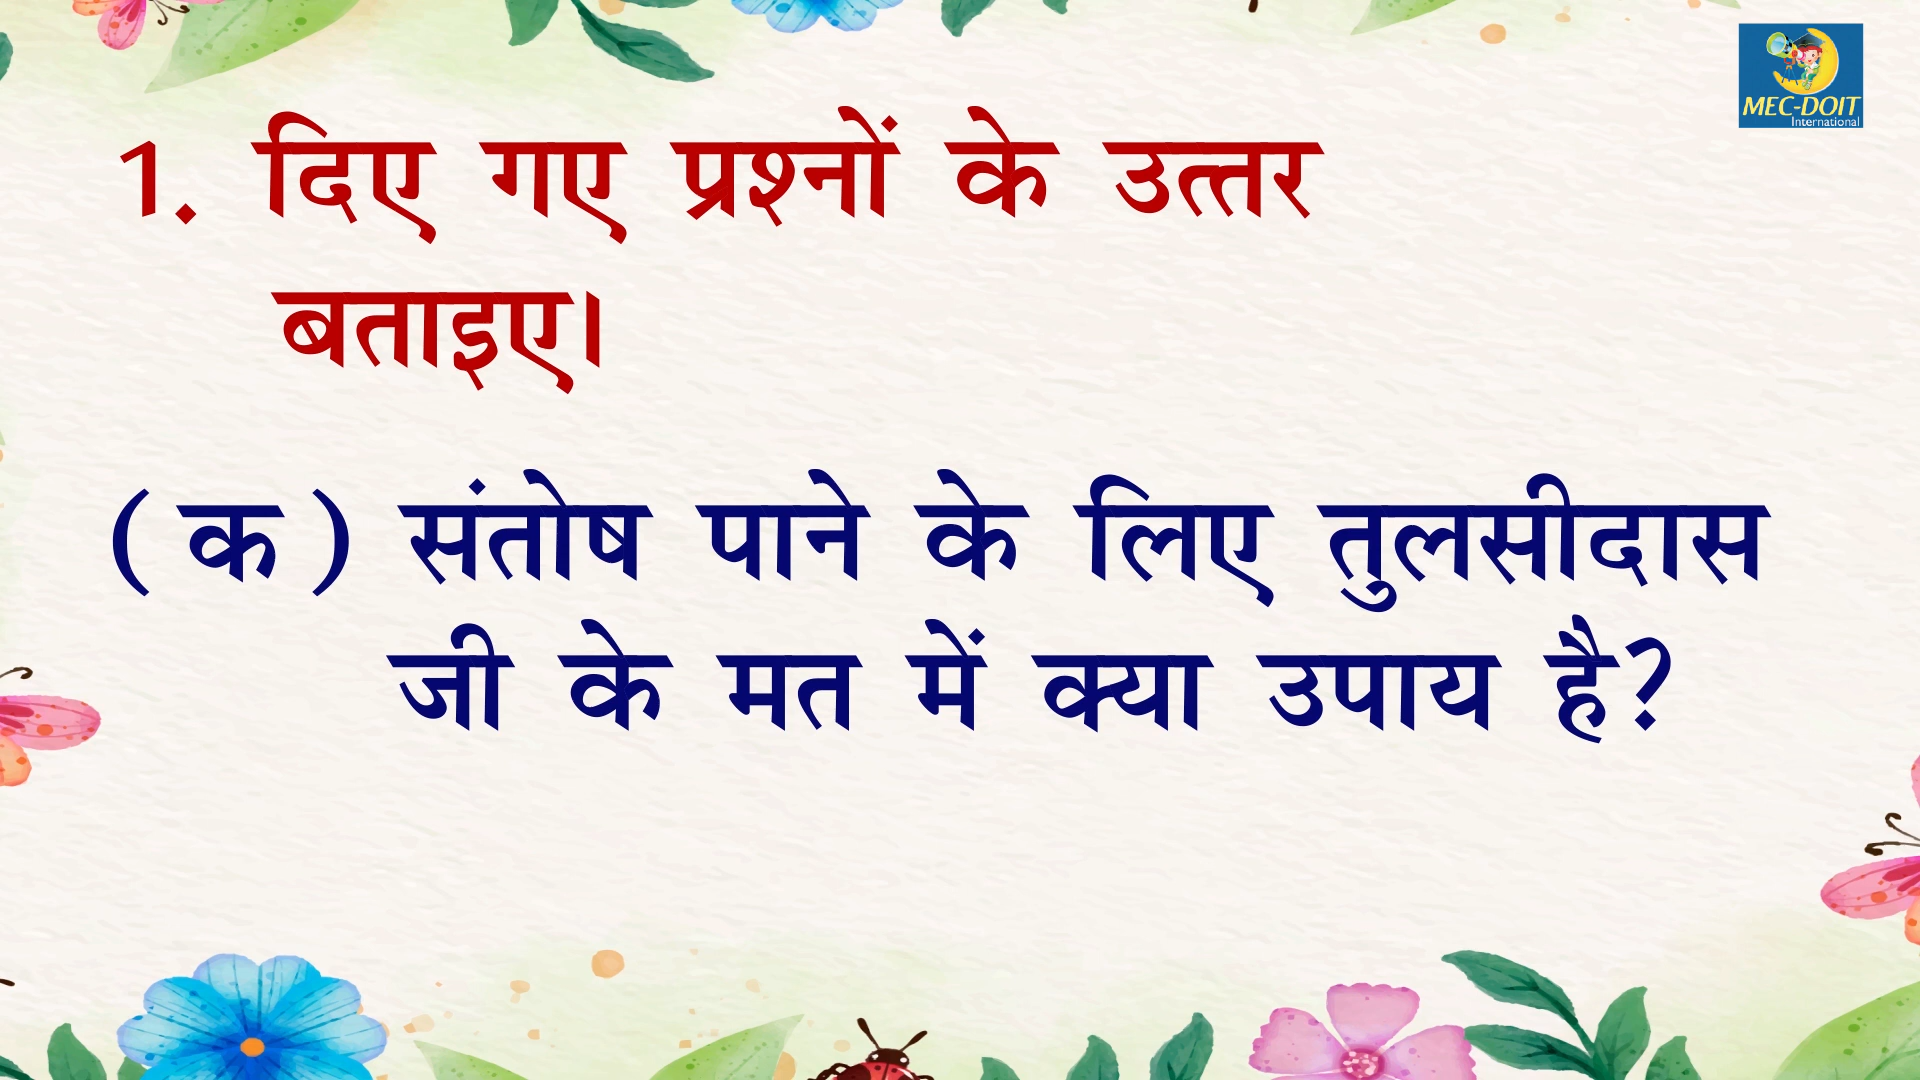 MEC-DOIT
International
1. दिए गए प्रश्नों के उत्तर
बताइए।
(क) संतोष पाने के लिए तुलसीदास
जी के मत में क्या उपाय है?